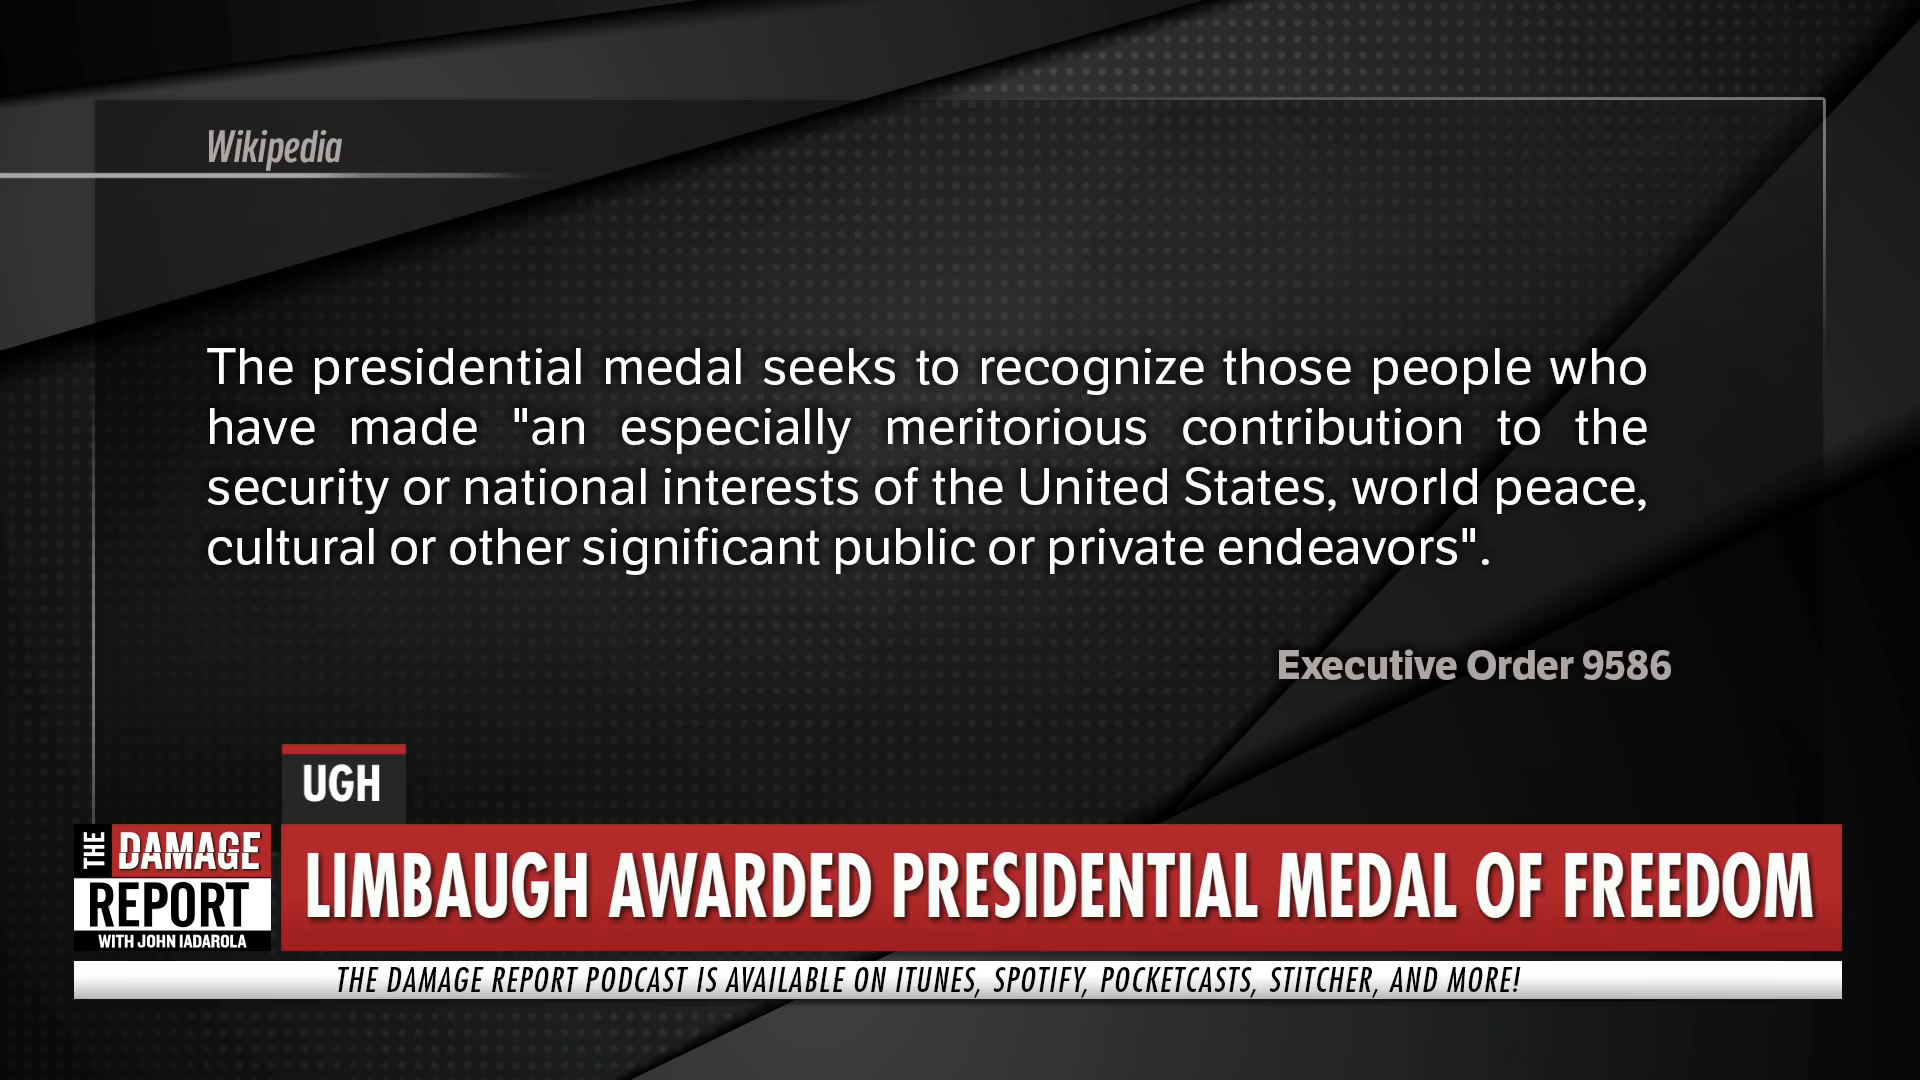 Wikipedia
The presidential medal seeks to recognize those people who
have made "an especially meritorious contribution to the
security or national interests of the United States, world peace,
cultural or other significant public or private endeavors".
Executive Order 9586
UGH
THE DAMAGE
REPORT
WITH JOHN IADAROLA
LIMBAUGH AWARDED PRESIDENTIAL MEDAL OF FREEDOM
THE DAMAGE REPORT PODCAST IS AVAILABLE ON ITUNES, SPOTIFY, POCKETCASTS, STITCHER, AND MORE!